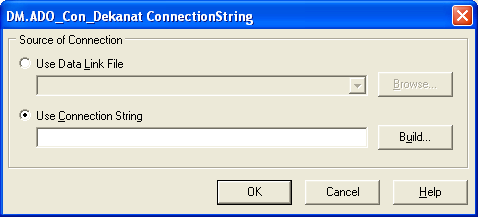 DM.ADO_Con_Dekanat ConnectionString
Source of Connection
Use Data Link File
Browse...
Use Connection String
Build...
OK
Cancel
Help